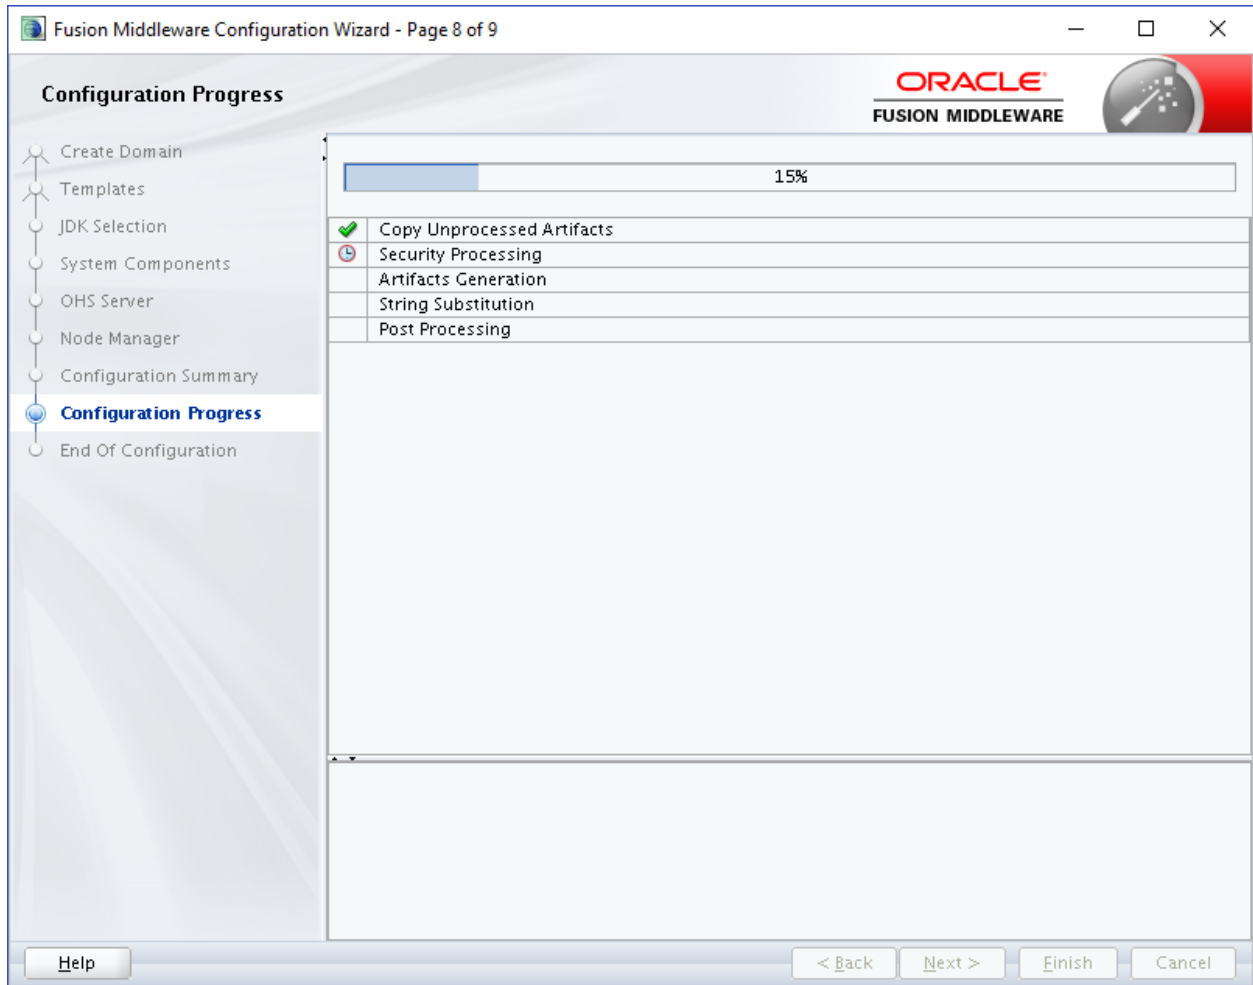 Fusion Middleware Configuration Wizard - Page 8 of 9
Configuration Progress
ORACLE
FUSION MIDDLEWARE
Create Domain
Templates
JDK Selection
System Components
OHS Server
Node Manager
Configuration Summary
Configuration Progress
End Of Configuration
15%
Copy Unprocessed Artifacts
Security Processing
Artifacts Generation
String Substitution
Post Processing
Help
< Back
Next >
Finish
Cancel